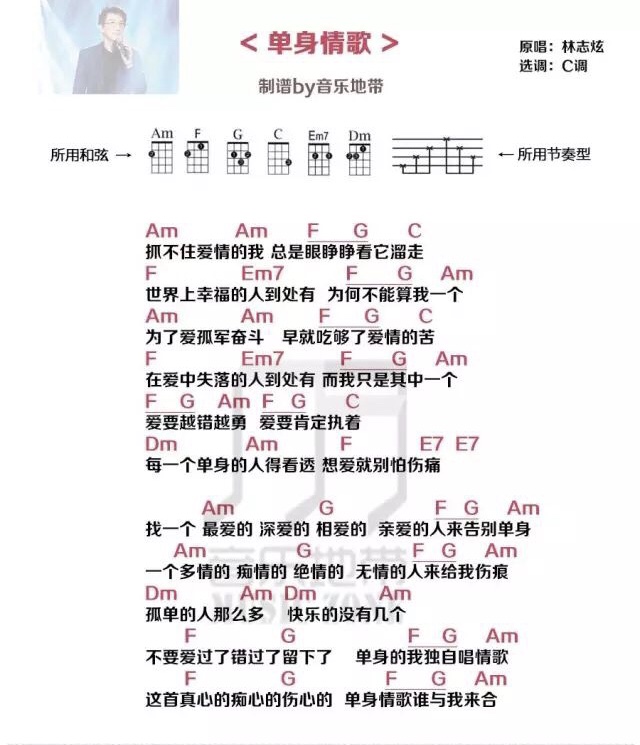 < 单身情歌 >
原唱：林志炫
选调：C调
制谱by音乐地带
所用和弦 → Am F G C Em7 Dm ← 所用节奏型
Am Am F G C
抓不住爱情的我 总是眼睁睁看它溜走
F Em7 F G Am
世界上幸福的人到处有 为何不能算我一个
Am Am F G C
为了爱孤军奋斗 早就吃够了爱情的苦
F Em7 F G Am
在爱中失落的人到处有 而我只是其中一个
F G Am F G C
爱要越错越勇 爱要肯定执着
Dm Am F E7 E7
每一个单身的人得看透 想爱就别怕伤痛
Am G F G Am
找一个 最爱的 深爱的 相爱的 亲爱的人来告别单身
Am G F G Am
一个多情的 痴情的 绝情的 无情的人来给我伤痕
Dm Am Dm Am
孤单的人那么多 快乐的没有几个
F G F G Am
不要爱过了错过了留下了 单身的我独自唱情歌
F G F G Am
这首真心的痴心的伤心的 单身情歌谁与我来合
音乐地带
MUSIC ZONE